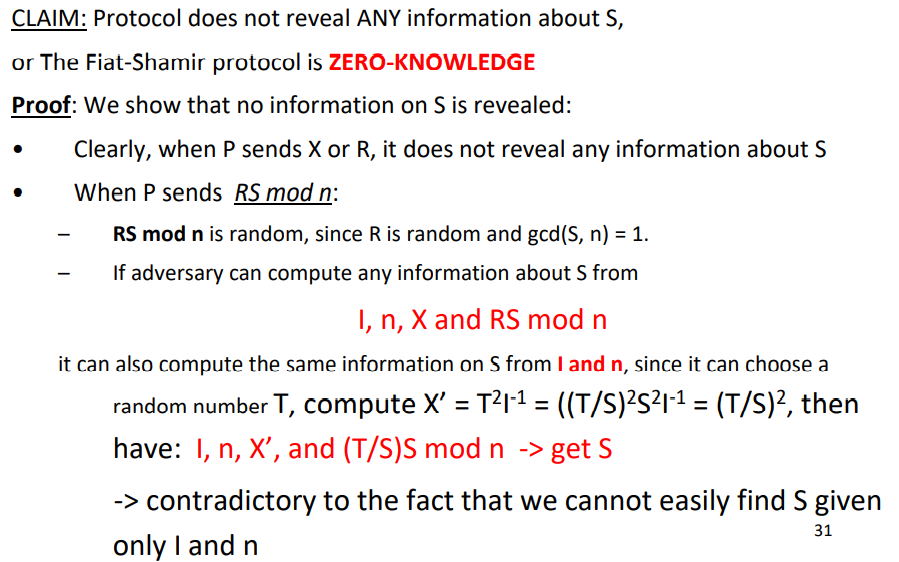 CLAIM: Protocol does not reveal ANY information about S,
or The Fiat-Shamir protocol is ZERO-KNOWLEDGE
Proof: We show that no information on S is revealed:
• Clearly, when P sends X or R, it does not reveal any information about S
• When P sends RS mod n:
– RS mod n is random, since R is random and gcd(S, n) = 1.
– If adversary can compute any information about S from
I, n, X and RS mod n
it can also compute the same information on S from I and n, since it can choose a
random number T, compute X’ = T²I⁻¹ = ((T/S)²S²I⁻¹ = (T/S)², then
have: I, n, X’, and (T/S)S mod n -> get S
-> contradictory to the fact that we cannot easily find S given
31
only I and n